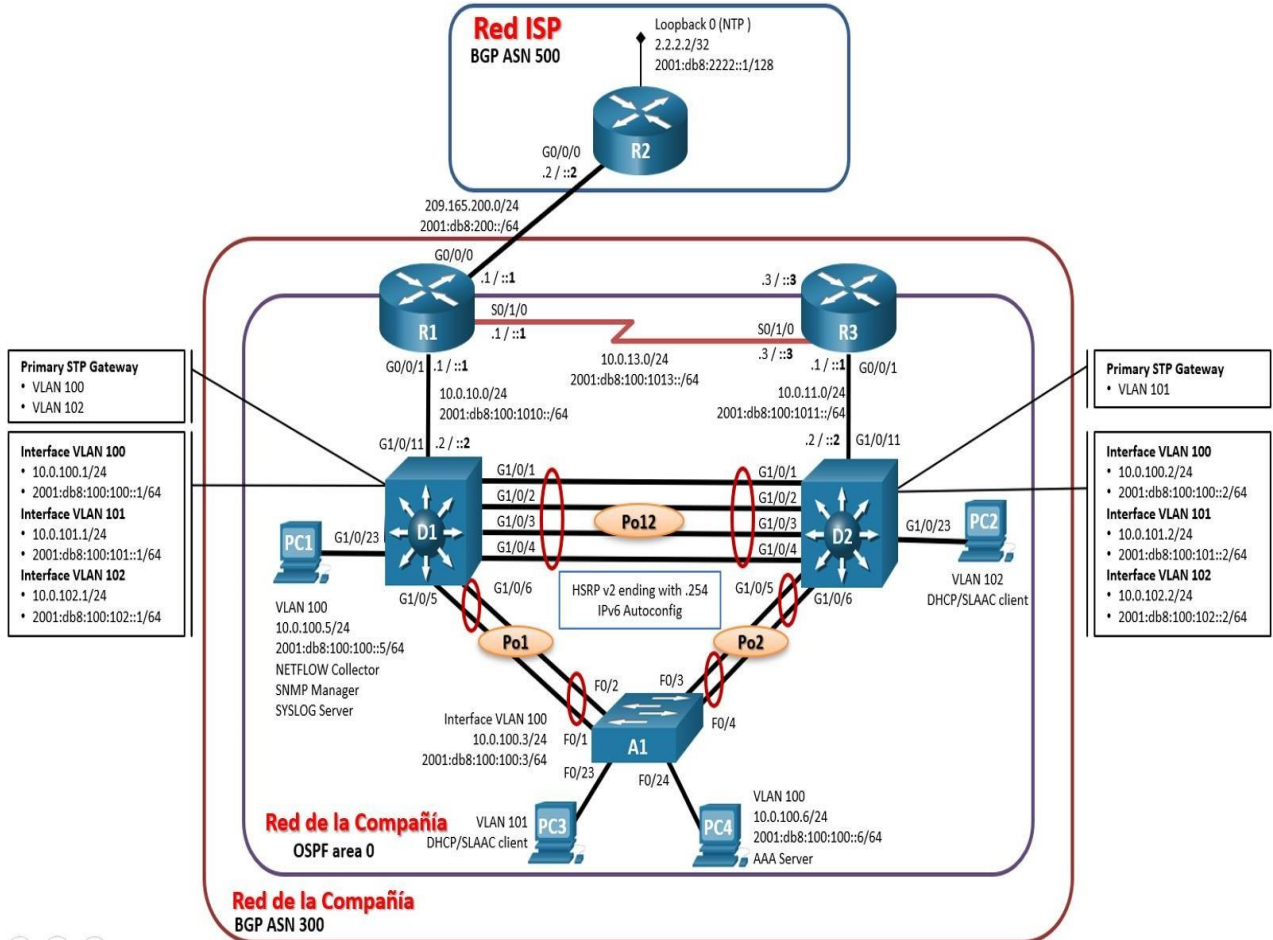 Red ISP
BGP ASN 500
Loopback 0 (NTP )
2.2.2.2/32
2001:db8:2222::1/128
R2
G0/0/0
.2 / ::2
209.165.200.0/24
2001:db8:200::/64
G0/0/0
.1 / ::1
R1
S0/1/0
.1 / ::1
.3 / ::3
R3
S0/1/0
.3 / ::3
10.0.13.0/24
2001:db8:100:1013::/64
G0/0/1
.1 / ::1
10.0.10.0/24
2001:db8:100:1010::/64
G1/0/11
.2 / ::2
.1 / ::1
G0/0/1
10.0.11.0/24
2001:db8:100:1011::/64
.2 / ::2
G1/0/11
Primary STP Gateway
• VLAN 100
• VLAN 102
Interface VLAN 100
• 10.0.100.1/24
• 2001:db8:100:100::1/64
Interface VLAN 101
• 10.0.101.1/24
• 2001:db8:100:101::1/64
Interface VLAN 102
• 10.0.102.1/24
• 2001:db8:100:102::1/64
Primary STP Gateway
• VLAN 101
Interface VLAN 100
• 10.0.100.2/24
• 2001:db8:100:100::2/64
Interface VLAN 101
• 10.0.101.2/24
• 2001:db8:100:101::2/64
Interface VLAN 102
• 10.0.102.2/24
• 2001:db8:100:102::2/64
G1/0/1
G1/0/2
G1/0/3
G1/0/4
Po12
G1/0/1
G1/0/2
G1/0/3
G1/0/4
D1
D2
PC1
G1/0/23
VLAN 100
10.0.100.5/24
2001:db8:100:100::5/64
NETFLOW Collector
SNMP Manager
SYSLOG Server
G1/0/23
PC2
VLAN 102
DHCP/SLAAC client
HSRP v2 ending with .254
IPv6 Autoconfig
G1/0/5
G1/0/6
G1/0/5
G1/0/6
Po1
Po2
F0/2
F0/1
F0/3
F0/4
Interface VLAN 100
10.0.100.3/24
2001:db8:100:100:3/64
A1
F0/23
F0/24
VLAN 101
DHCP/SLAAC client
PC3
PC4
VLAN 100
10.0.100.6/24
2001:db8:100:100::6/64
AAA Server
Red de la Compañía
OSPF area 0
Red de la Compañía
BGP ASN 300